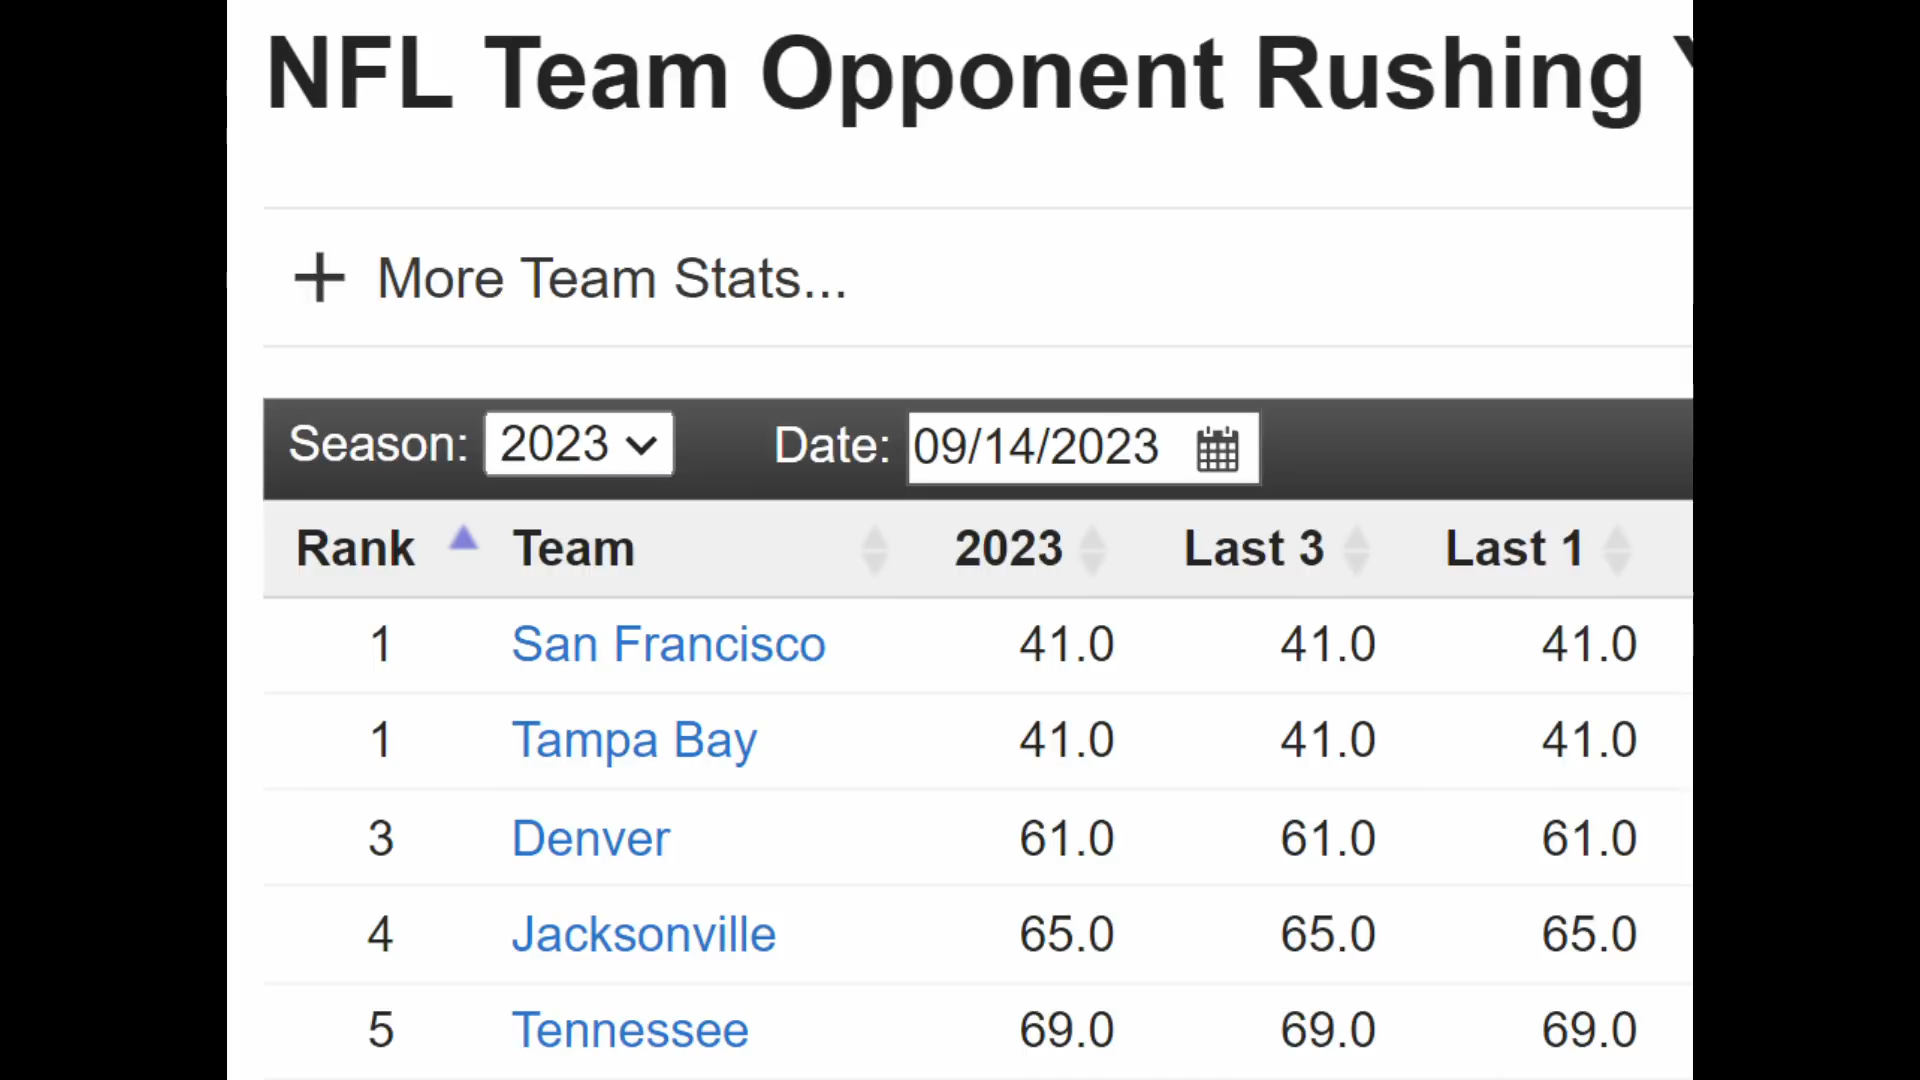 NFL Team Opponent Rushing
More Team Stats...
Season: 2023 Date: 09/14/2023
Rank Team 2023 Last 3 Last 1
1 San Francisco 41.0 41.0 41.0
1 Tampa Bay 41.0 41.0 41.0
3 Denver 61.0 61.0 61.0
4 Jacksonville 65.0 65.0 65.0
5 Tennessee 69.0 69.0 69.0